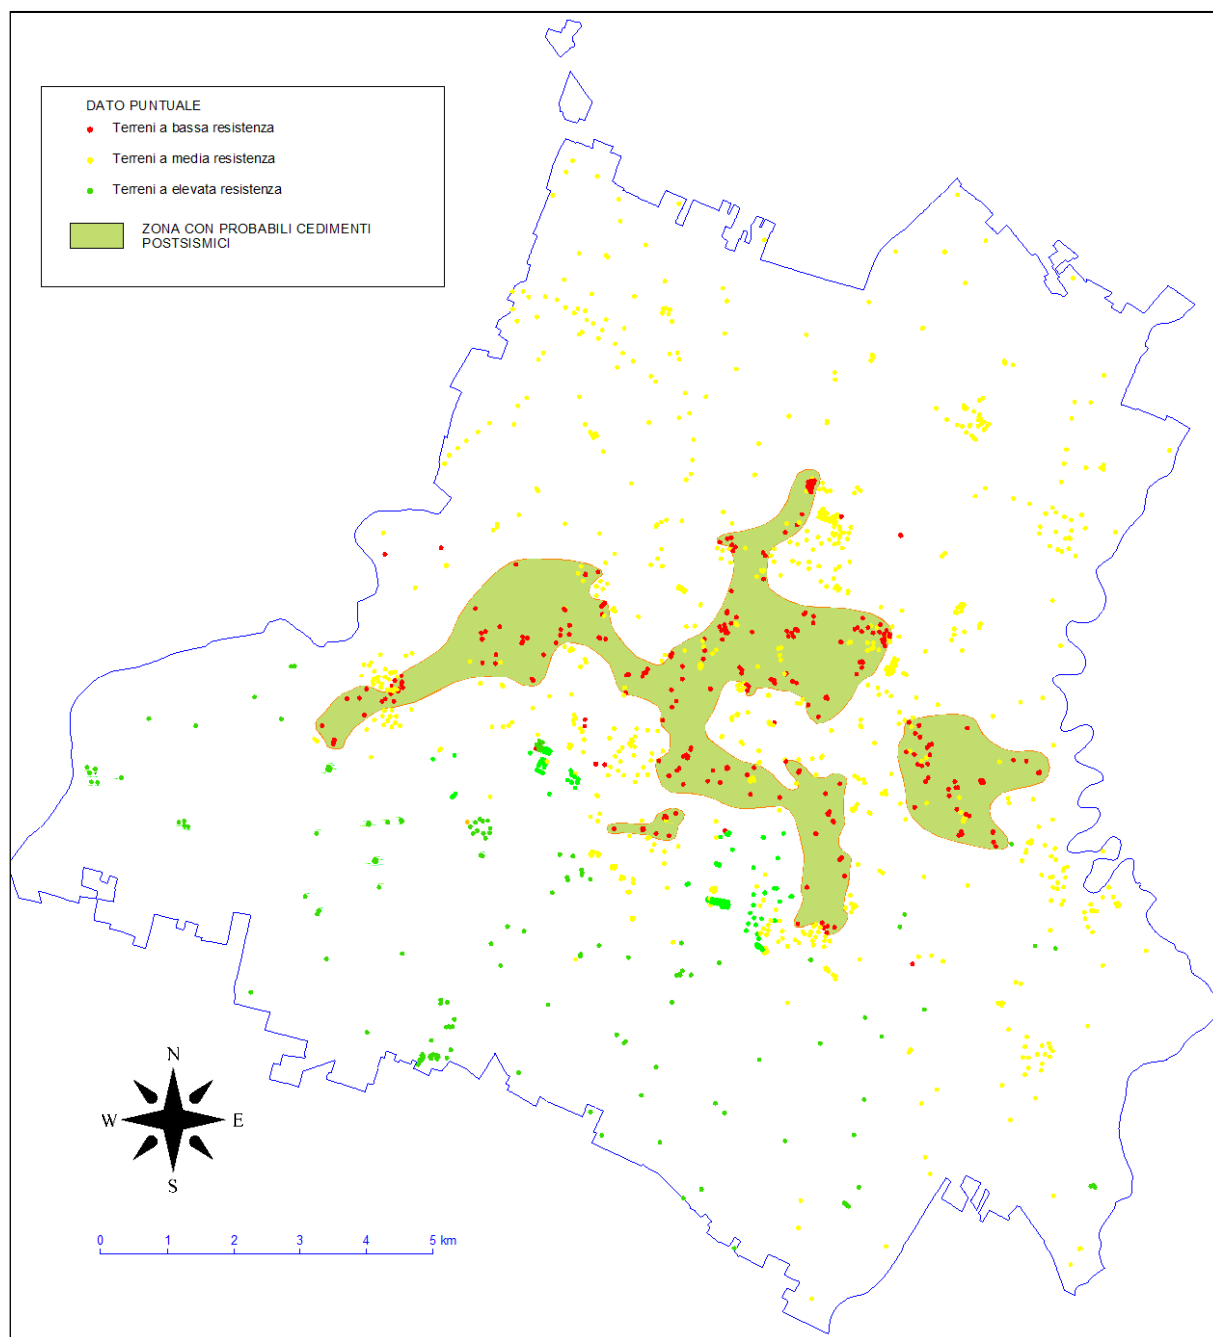 DATO PUNTUALE
Terreni a bassa resistenza
Terreni a media resistenza
Terreni a elevata resistenza
ZONA CON PROBABILI CEDIMENTI
POSTSISMICI
N
W E
S
0 1 2 3 4 5 km